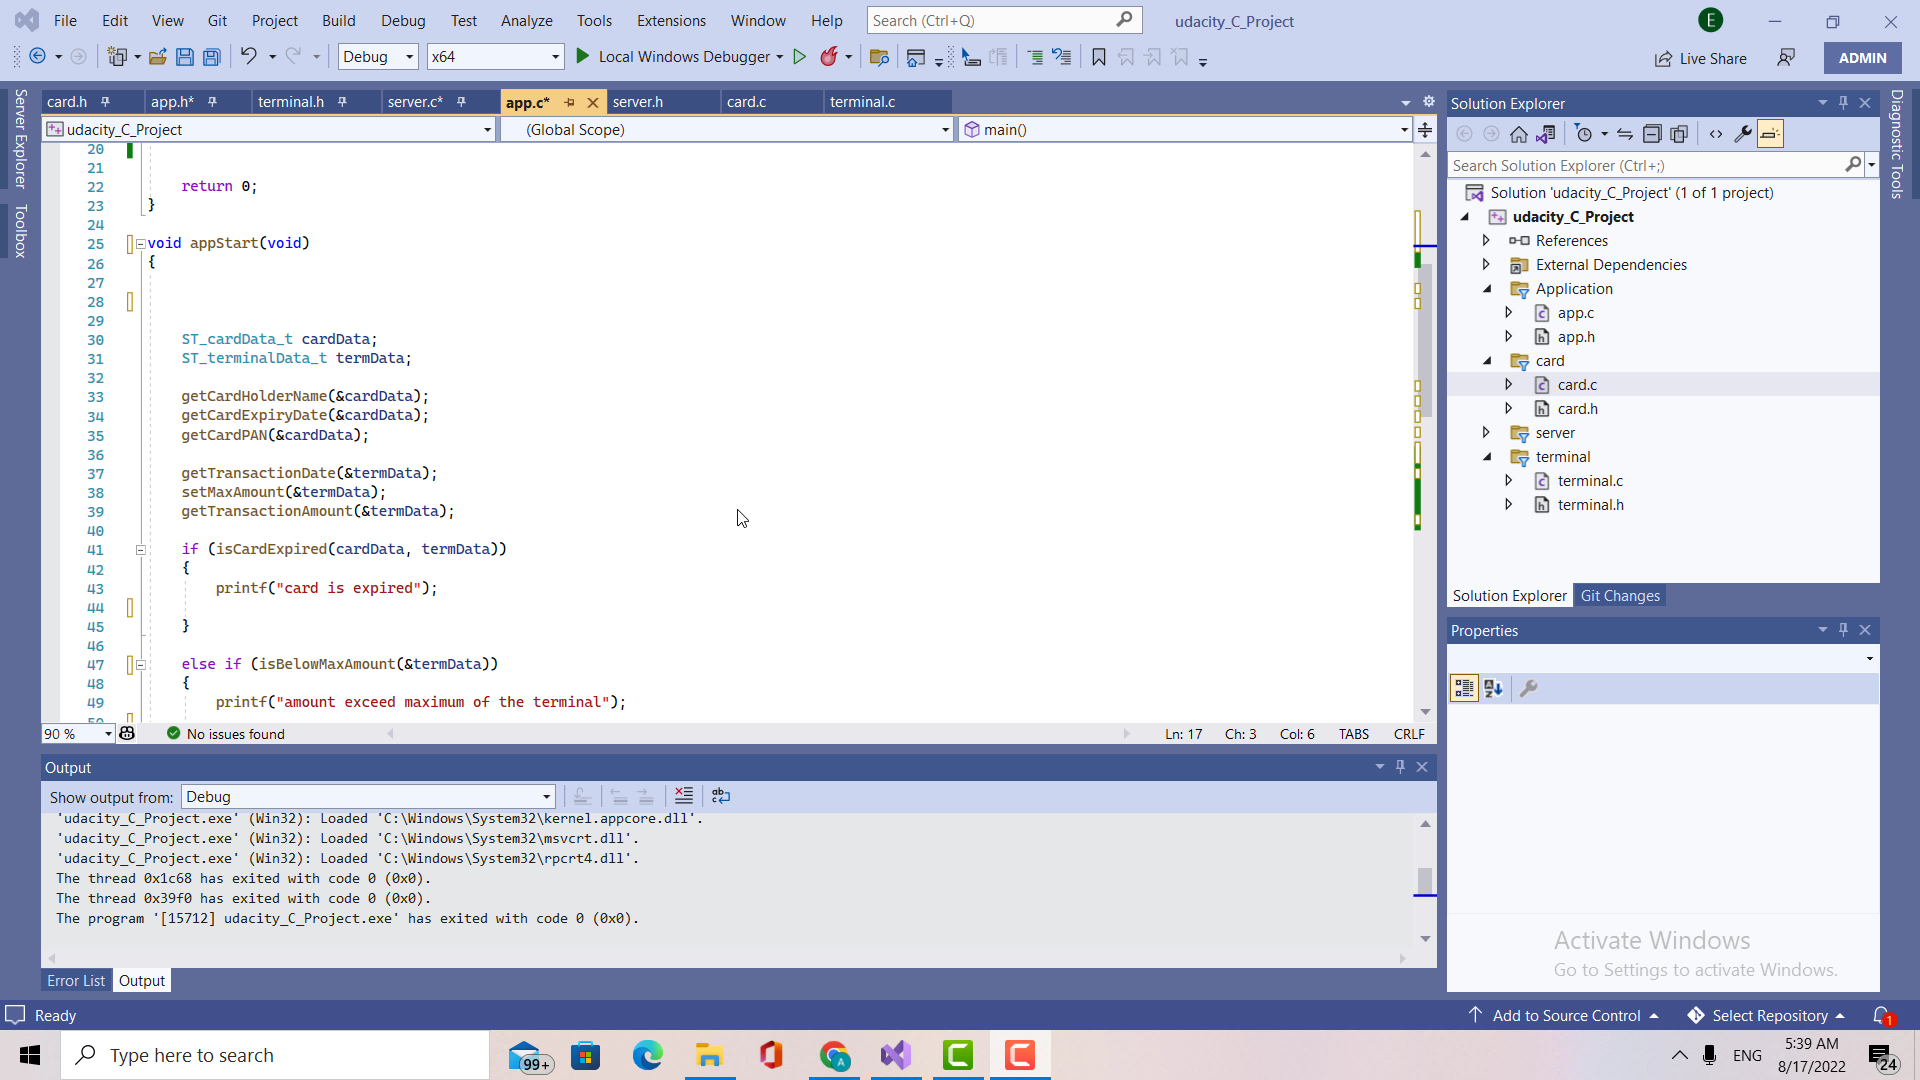 File Edit View Git Project Build Debug Test Analyze Tools Extensions Window Help Search (Ctrl+Q) udacity_C_Project E
Debug x64 Local Windows Debugger Live Share ADMIN
Server Explorer
Toolbox
card.h app.h* terminal.h server.c* app.c* server.h card.c terminal.c
udacity_C_Project (Global Scope) main()
20
21
22 return 0;
23 }
24
25 void appStart(void)
26 {
27
28
29
30 ST_cardData_t cardData;
31 ST_terminalData_t termData;
32
33 getCardHolderName(&cardData);
34 getCardExpiryDate(&cardData);
35 getCardPAN(&cardData);
36
37 getTransactionDate(&termData);
38 setMaxAmount(&termData);
39 getTransactionAmount(&termData);
40
41 if (isCardExpired(cardData, termData))
42 {
43 printf("card is expired");
44
45 }
46
47 else if (isBelowMaxAmount(&termData))
48 {
49 printf("amount exceed maximum of the terminal");
50
90 % No issues found Ln: 17 Ch: 3 Col: 6 TABS CRLF
Output
Show output from: Debug
'udacity_C_Project.exe' (Win32): Loaded 'C:\Windows\System32\kernel.appcore.dll'.
'udacity_C_Project.exe' (Win32): Loaded 'C:\Windows\System32\msvcrt.dll'.
'udacity_C_Project.exe' (Win32): Loaded 'C:\Windows\System32\rpcrt4.dll'.
The thread 0x1c68 has exited with code 0 (0x0).
The thread 0x39f0 has exited with code 0 (0x0).
The program '[15712] udacity_C_Project.exe' has exited with code 0 (0x0).
Error List Output
Solution Explorer
Search Solution Explorer (Ctrl+;)
Solution 'udacity_C_Project' (1 of 1 project)
udacity_C_Project
References
External Dependencies
Application
app.c
app.h
card
card.c
card.h
server
terminal
terminal.c
terminal.h
Solution Explorer Git Changes
Properties
Activate Windows
Go to Settings to activate Windows.
Diagnostic Tools
Ready Add to Source Control Select Repository 1
Type here to search 99+ A ENG 5:39 AM
8/17/2022 24